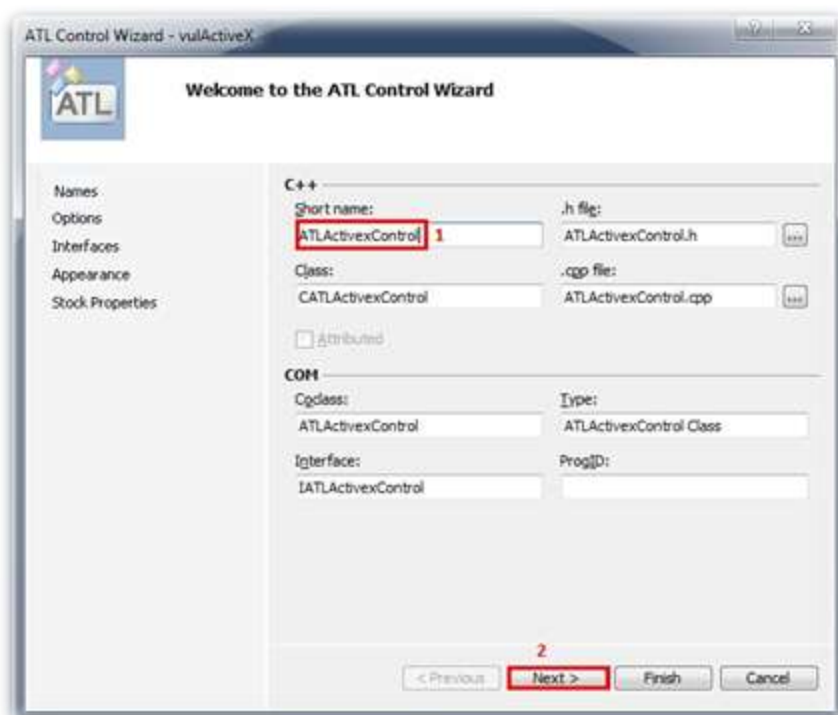 ATL Control Wizard - vulActiveX
ATL
Welcome to the ATL Control Wizard
Names
Options
Interfaces
Appearance
Stock Properties
C++
Short name:
.h file:
ATLActivexControl
1
ATLActivexControl.h
...
Class:
.cpp file:
CATLActivexControl
ATLActivexControl.cpp
...
Attributed
COM
Coclass:
Type:
ATLActivexControl
ATLActivexControl Class
Interface:
ProgID:
IATLActivexControl
2
< Previous
Next >
Finish
Cancel